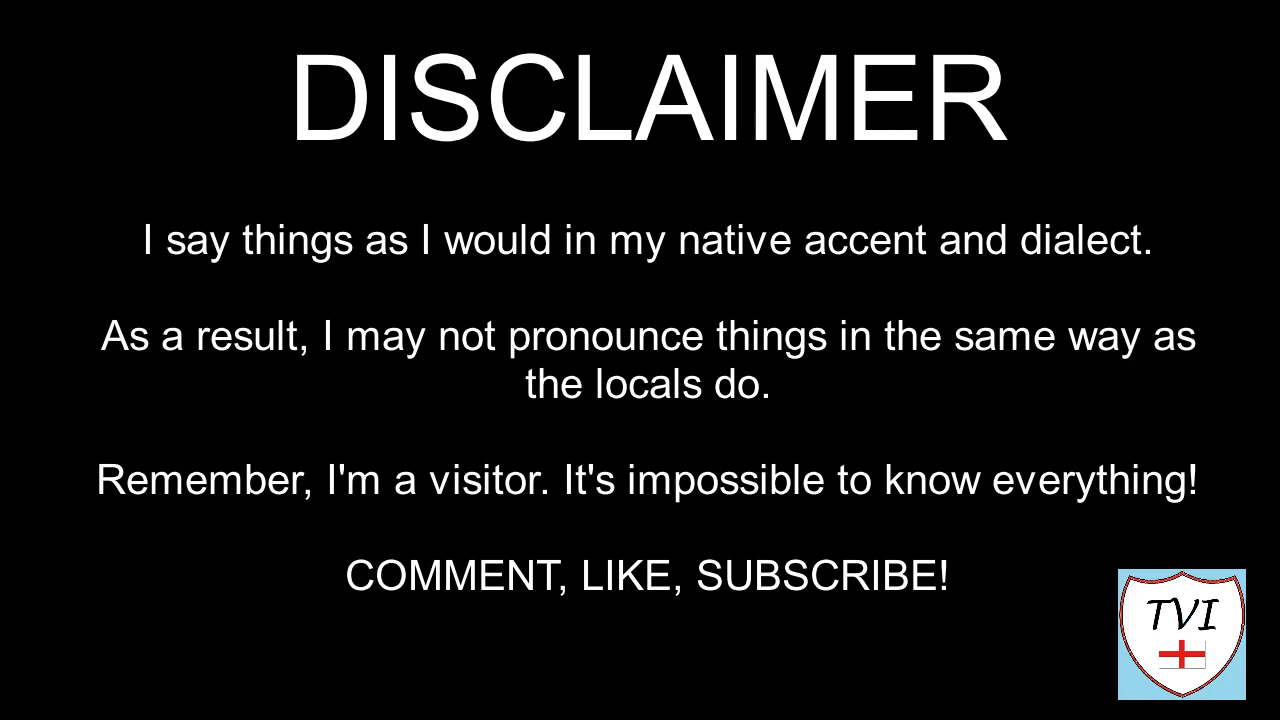 DISCLAIMER
I say things as I would in my native accent and dialect.
As a result, I may not pronounce things in the same way as
the locals do.
Remember, I'm a visitor. It's impossible to know everything!
COMMENT, LIKE, SUBSCRIBE!
TVI